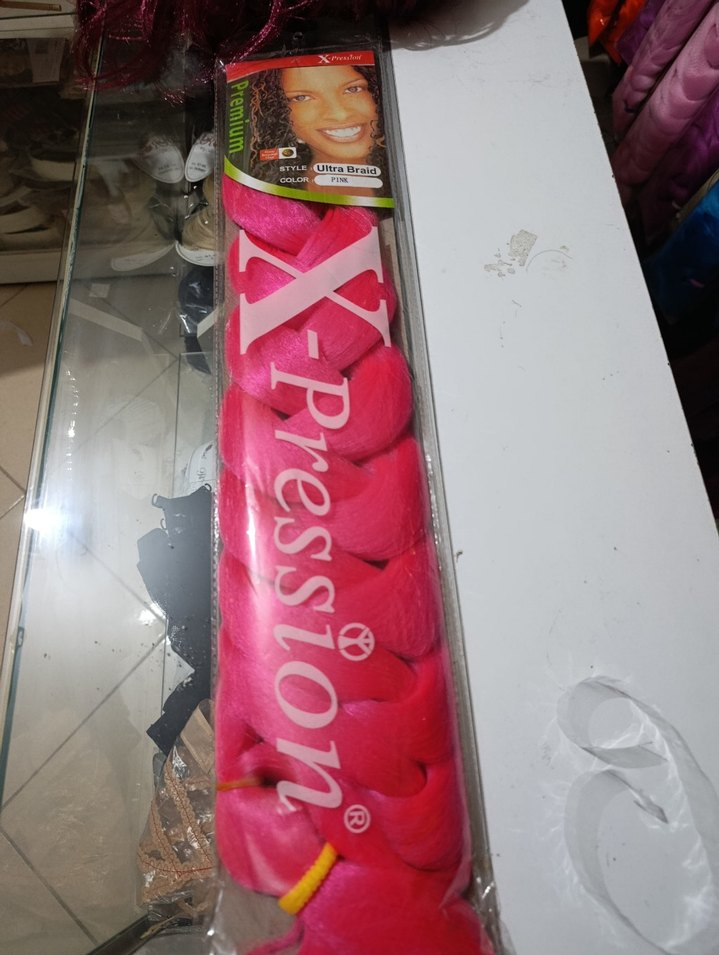 X-Pression
Premium
STYLE : Ultra Braid
COLOR : PINK
X-Pression®